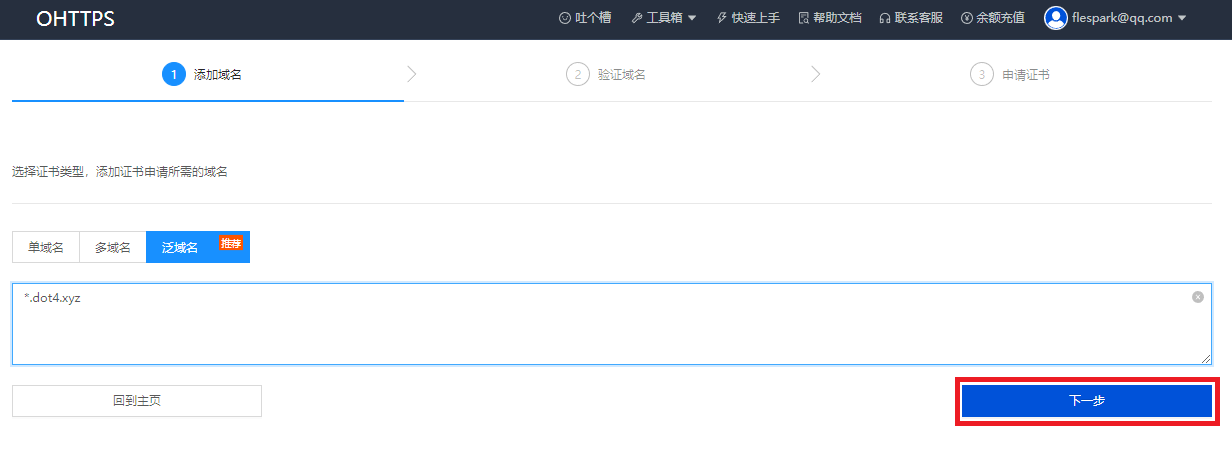 OHTTPS 吐个槽 工具箱 快速上手 帮助文档 联系客服 余额充值 flespark@qq.com
1 添加域名 2 验证域名 3 申请证书
选择证书类型，添加证书申请所需的域名
单域名 多域名 泛域名 推荐
*.dot4.xyz
回到主页 下一步